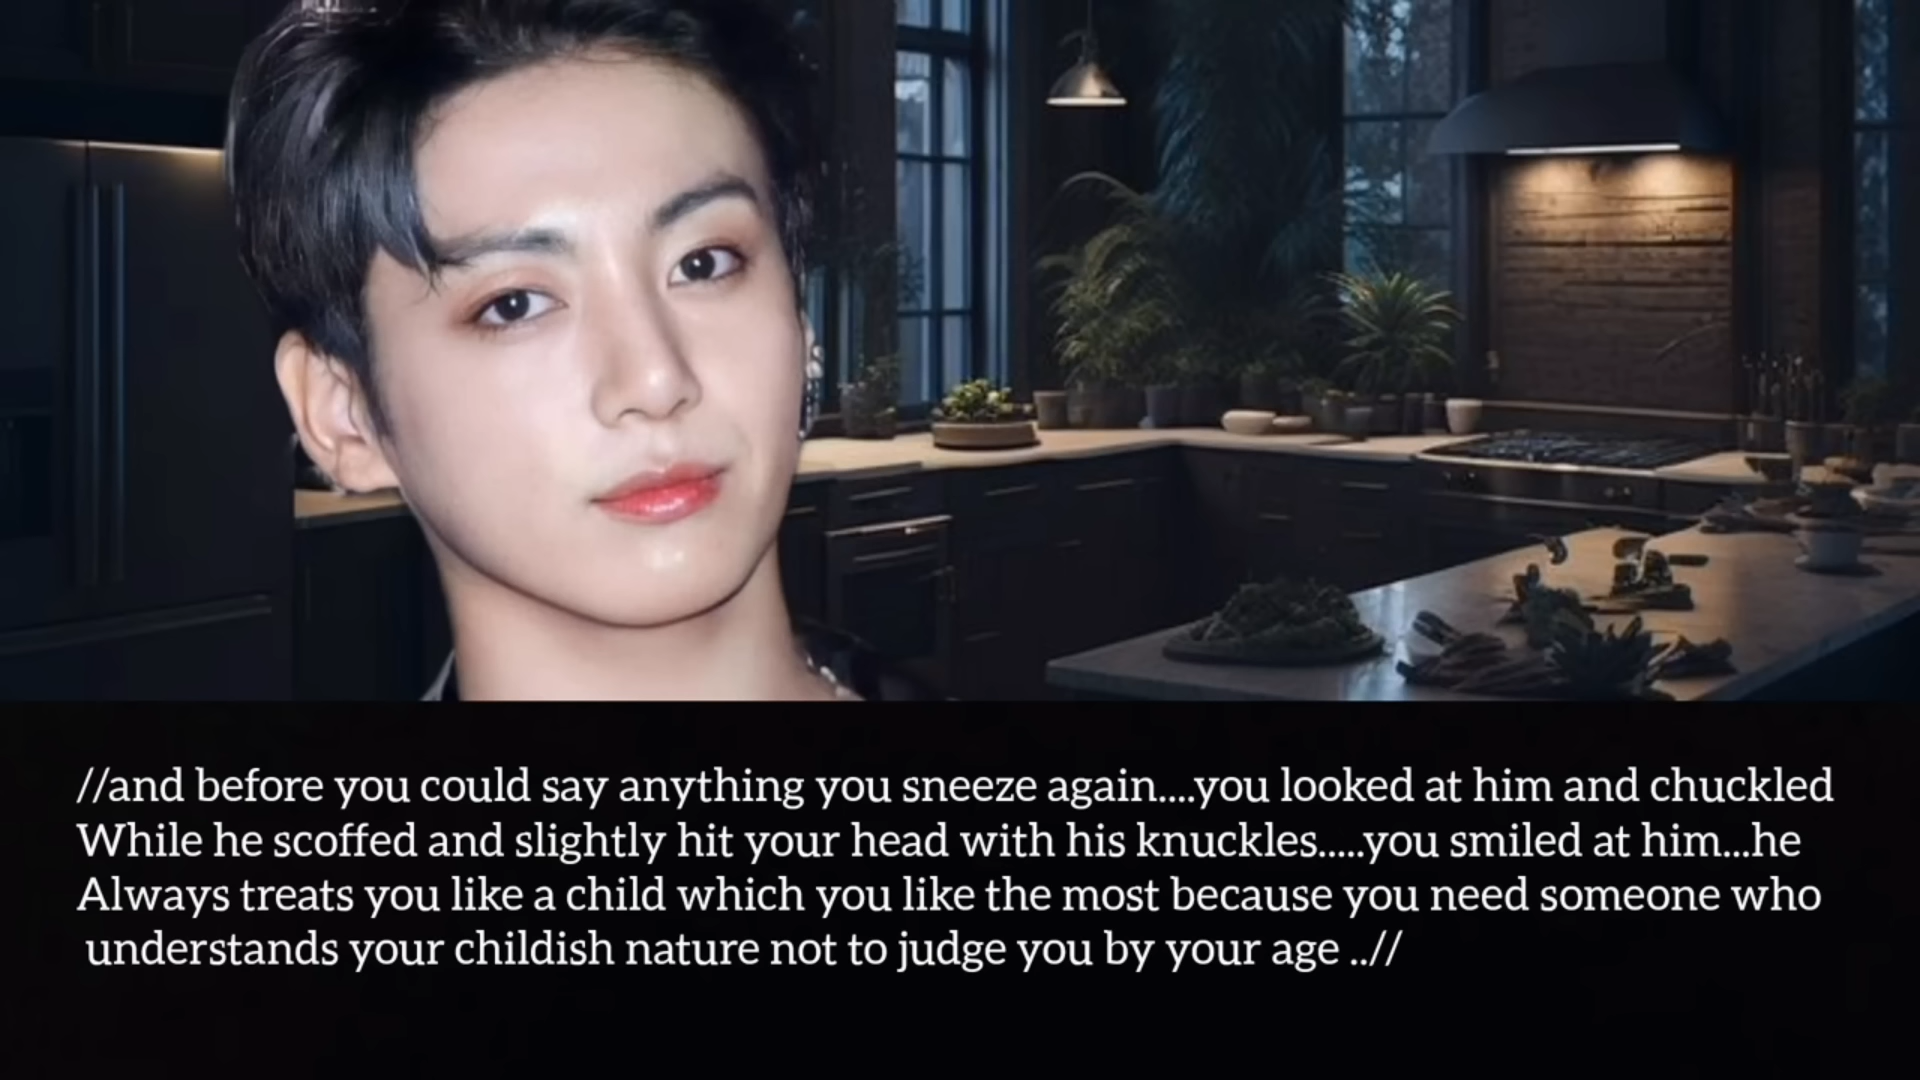 //and before you could say anything you sneeze again....you looked at him and chuckled
While he scoffed and slightly hit your head with his knuckles.....you smiled at him...he
Always treats you like a child which you like the most because you need someone who
understands your childish nature not to judge you by your age ..//